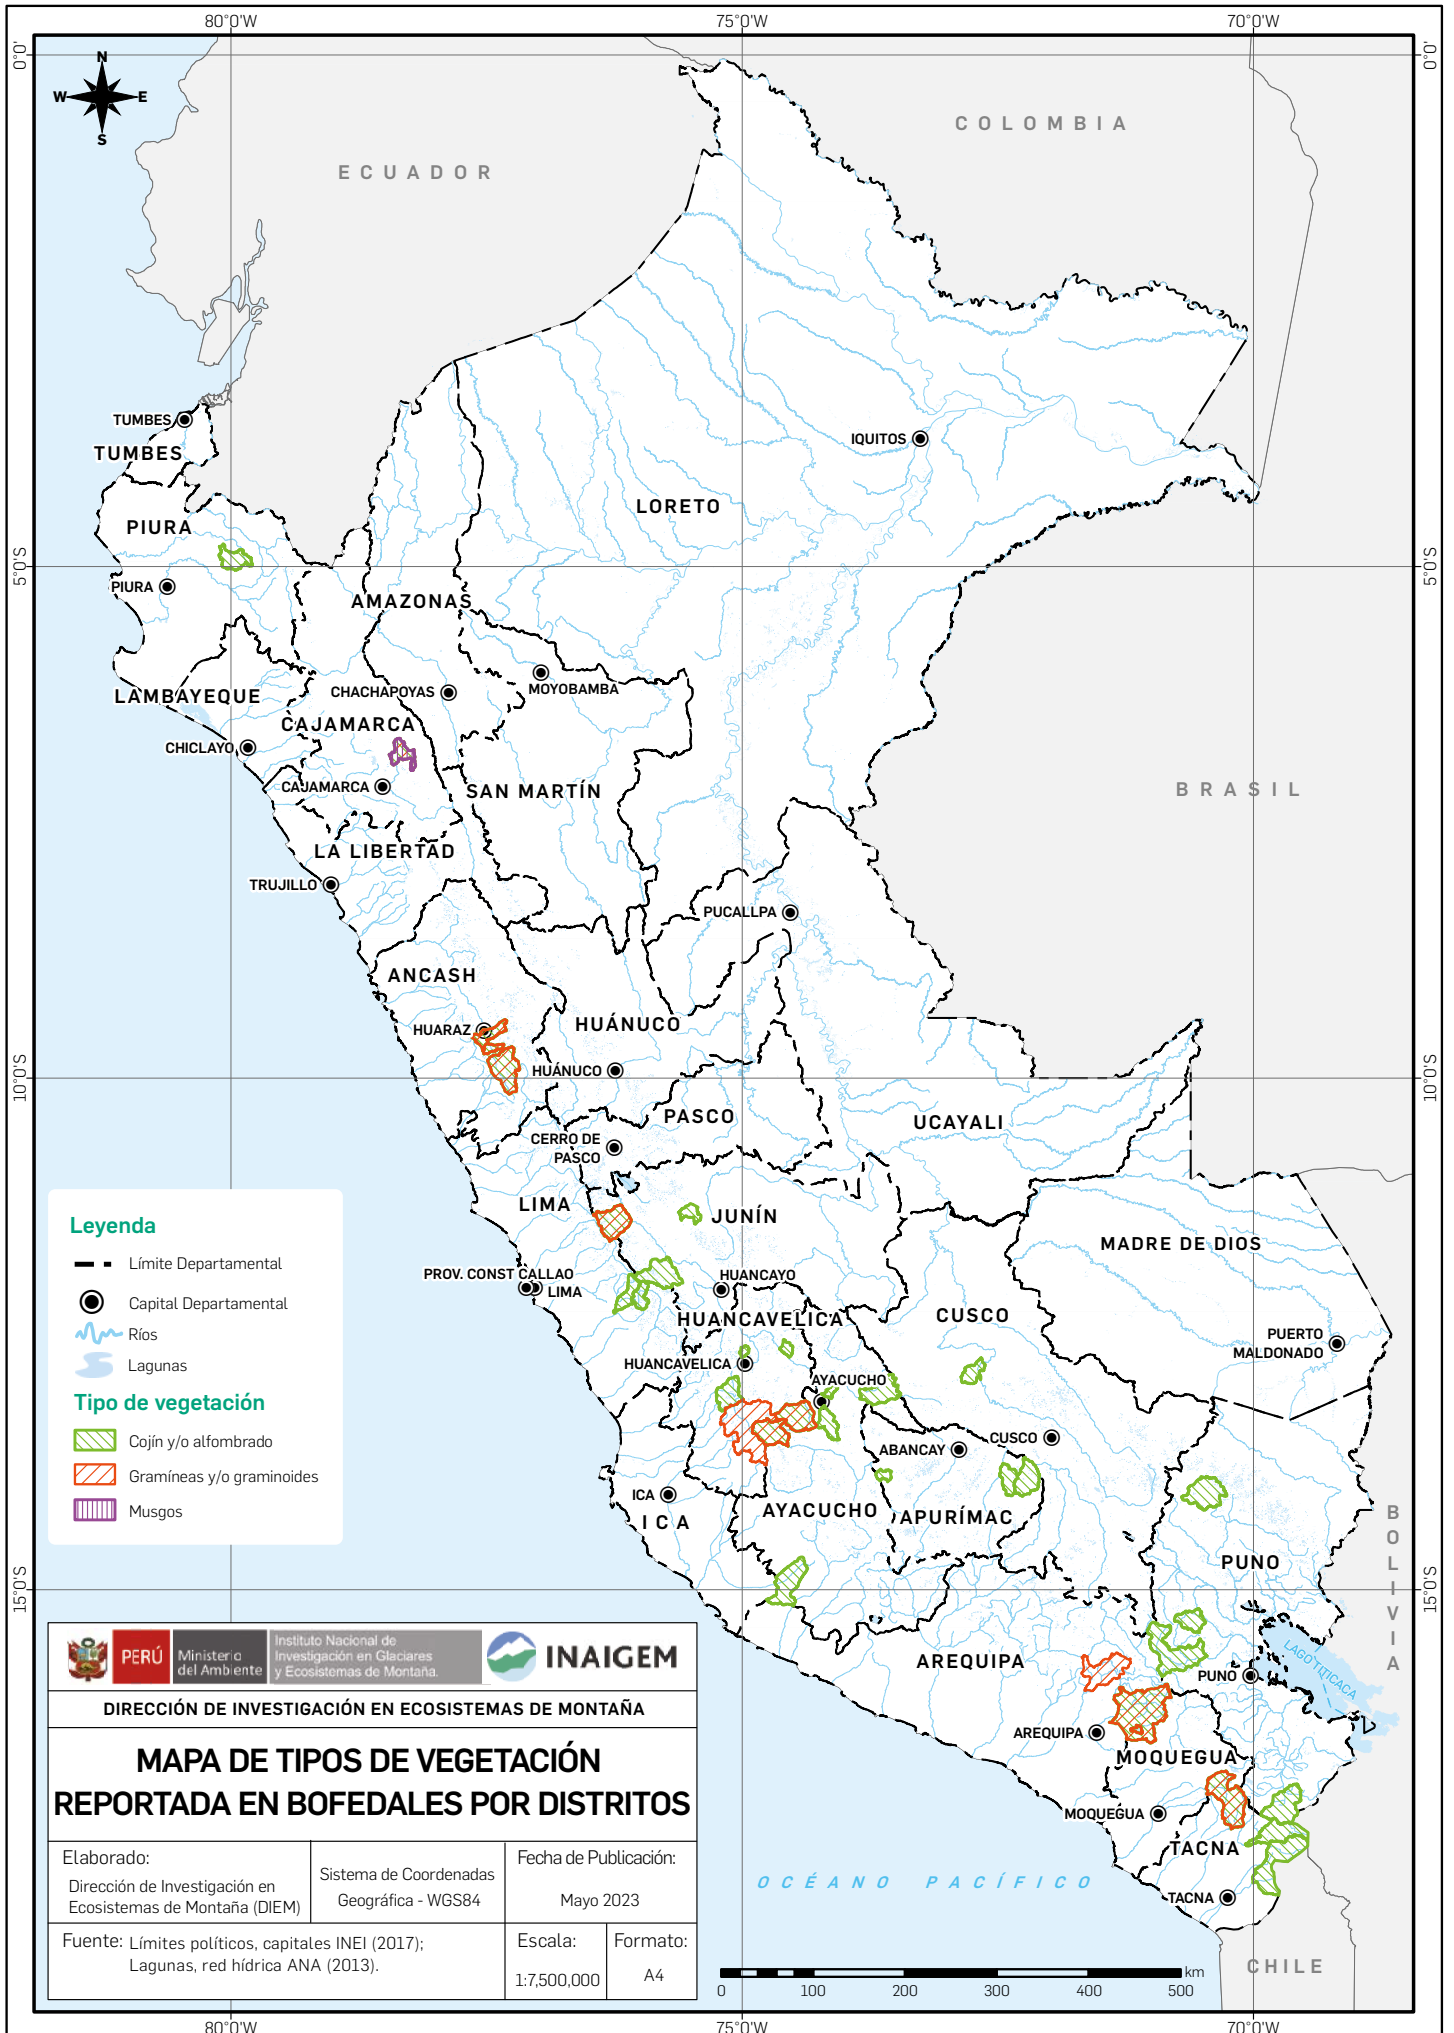 80°0'W
75°0'W
70°0'W
0°0'
0°0'
N
W
E
S
COLOMBIA
ECUADOR
TUMBES
TUMBES
IQUITOS
LORETO
PIURA
5°0'S
5°0'S
PIURA
AMAZONAS
CHACHAPOYAS
MOYOBAMBA
LAMBAYEQUE
CAJAMARCA
CHICLAYO
CAJAMARCA
SAN MARTÍN
BRASIL
LA LIBERTAD
TRUJILLO
PUCALLPA
ANCASH
HUARAZ
HUÁNUCO
HUÁNUCO
10°0'S
10°0'S
PASCO
UCAYALI
CERRO DE
PASCO
LIMA
JUNÍN
MADRE DE DIOS
PROV. CONST CALLAO
LIMA
HUANCAYO
HUANCAVELICA
CUSCO
PUERTO
MALDONADO
HUANCAVELICA
AYACUCHO
ABANCAY
CUSCO
ICA
ICA
AYACUCHO
APURÍMAC
PUNO
BOLIVIA
15°0'S
15°0'S
AREQUIPA
PUNO
LAGO TITICACA
AREQUIPA
MOQUEGUA
MOQUEGUA
TACNA
TACNA
OCÉANO PACÍFICO
CHILE
Leyenda
Límite Departamental
Capital Departamental
Ríos
Lagunas
Tipo de vegetación
Cojín y/o alfombrado
Gramíneas y/o graminoides
Musgos
PERÚ
Ministerio
del Ambiente
Instituto Nacional de
Investigación en Glaciares
y Ecosistemas de Montaña.
INAIGEM
DIRECCIÓN DE INVESTIGACIÓN EN ECOSISTEMAS DE MONTAÑA
MAPA DE TIPOS DE VEGETACIÓN
REPORTADA EN BOFEDALES POR DISTRITOS
Elaborado:
Dirección de Investigación en
Ecosistemas de Montaña (DIEM)
Sistema de Coordenadas
Geográfica - WGS84
Fecha de Publicación:
Mayo 2023
Fuente: Límites políticos, capitales INEI (2017);
Lagunas, red hídrica ANA (2013).
Escala:
1:7,500,000
Formato:
A4
km
0 100 200 300 400 500
80°0'W
75°0'W
70°0'W